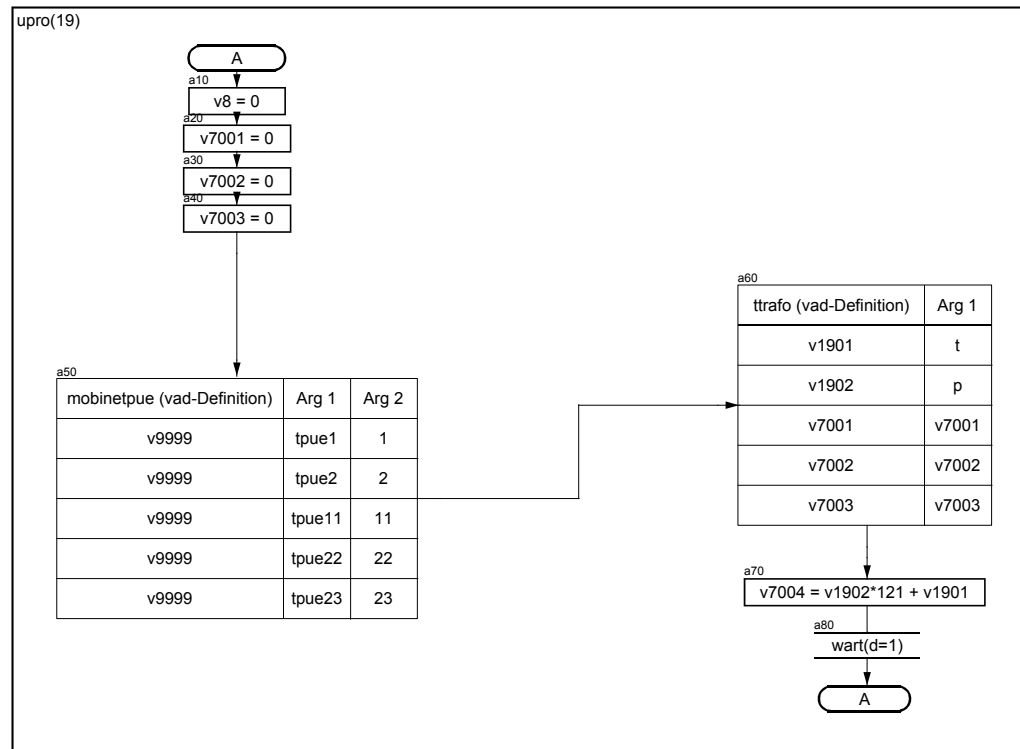 upro(19)
A
a10
v8 = 0
a20
v7001 = 0
a30
v7002 = 0
a40
v7003 = 0
a50
mobinetpue (vad-Definition) Arg 1 Arg 2
v9999 tpue1 1
v9999 tpue2 2
v9999 tpue11 11
v9999 tpue22 22
v9999 tpue23 23
a60
ttrafo (vad-Definition) Arg 1
v1901 t
v1902 p
v7001 v7001
v7002 v7002
v7003 v7003
a70
v7004 = v1902*121 + v1901
a80
wart(d=1)
A